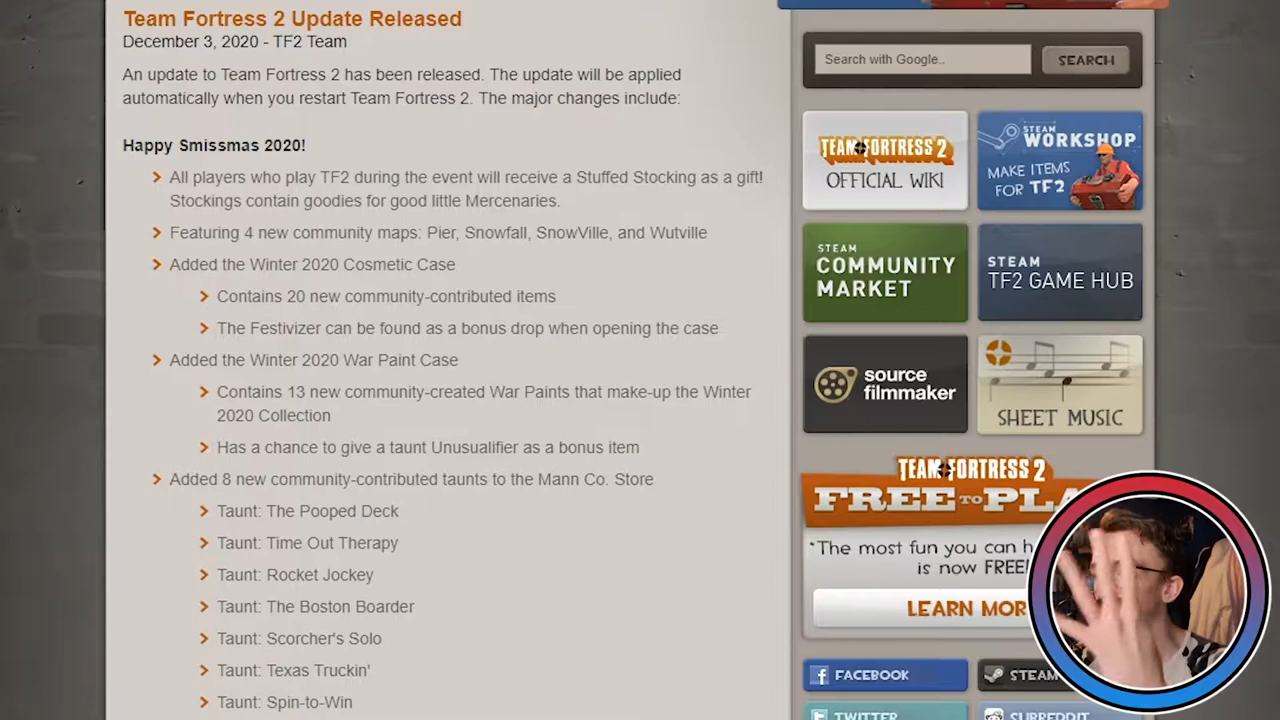 Team Fortress 2 Update Released
December 3, 2020 - TF2 Team
An update to Team Fortress 2 has been released. The update will be applied
automatically when you restart Team Fortress 2. The major changes include:
Happy Smissmas 2020!
All players who play TF2 during the event will receive a Stuffed Stocking as a gift!
Stockings contain goodies for good little Mercenaries.
Featuring 4 new community maps: Pier, Snowfall, SnowVille, and Wutville
Added the Winter 2020 Cosmetic Case
Contains 20 new community-contributed items
The Festivizer can be found as a bonus drop when opening the case
Added the Winter 2020 War Paint Case
Contains 13 new community-created War Paints that make-up the Winter
2020 Collection
Has a chance to give a taunt Unusualifier as a bonus item
Added 8 new community-contributed taunts to the Mann Co. Store
Taunt: The Pooped Deck
Taunt: Time Out Therapy
Taunt: Rocket Jockey
Taunt: The Boston Boarder
Taunt: Scorcher's Solo
Taunt: Texas Truckin'
Taunt: Spin-to-Win
Search with Google..
SEARCH
TEAM FORTRESS 2
OFFICIAL WIKI
STEAM
WORKSHOP
MAKE ITEMS
FOR TF2
STEAM
COMMUNITY
MARKET
STEAM
TF2 GAME HUB
source
filmmaker
SHEET MUSIC
TEAM FORTRESS 2
FREE TO PLA
*The most fun you can h
is now FREE!
LEARN MOR
FACEBOOK
STEAM
TWITTER
SUBREDDIT